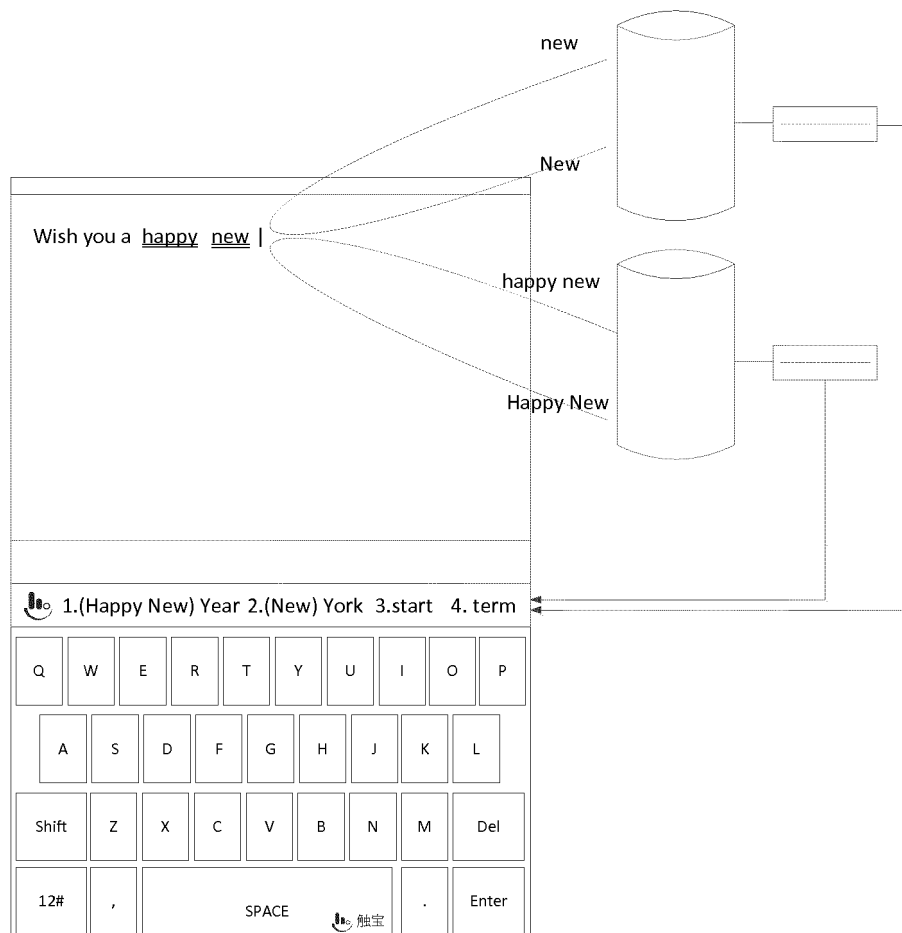 new
New
Wish you a happy new |
happy new
Happy New
1.(Happy New) Year 2.(New) York 3.start 4. term
Q W E R T Y U I O P
A S D F G H J K L
Shift Z X C V B N M Del
12# , SPACE 触宝 . Enter